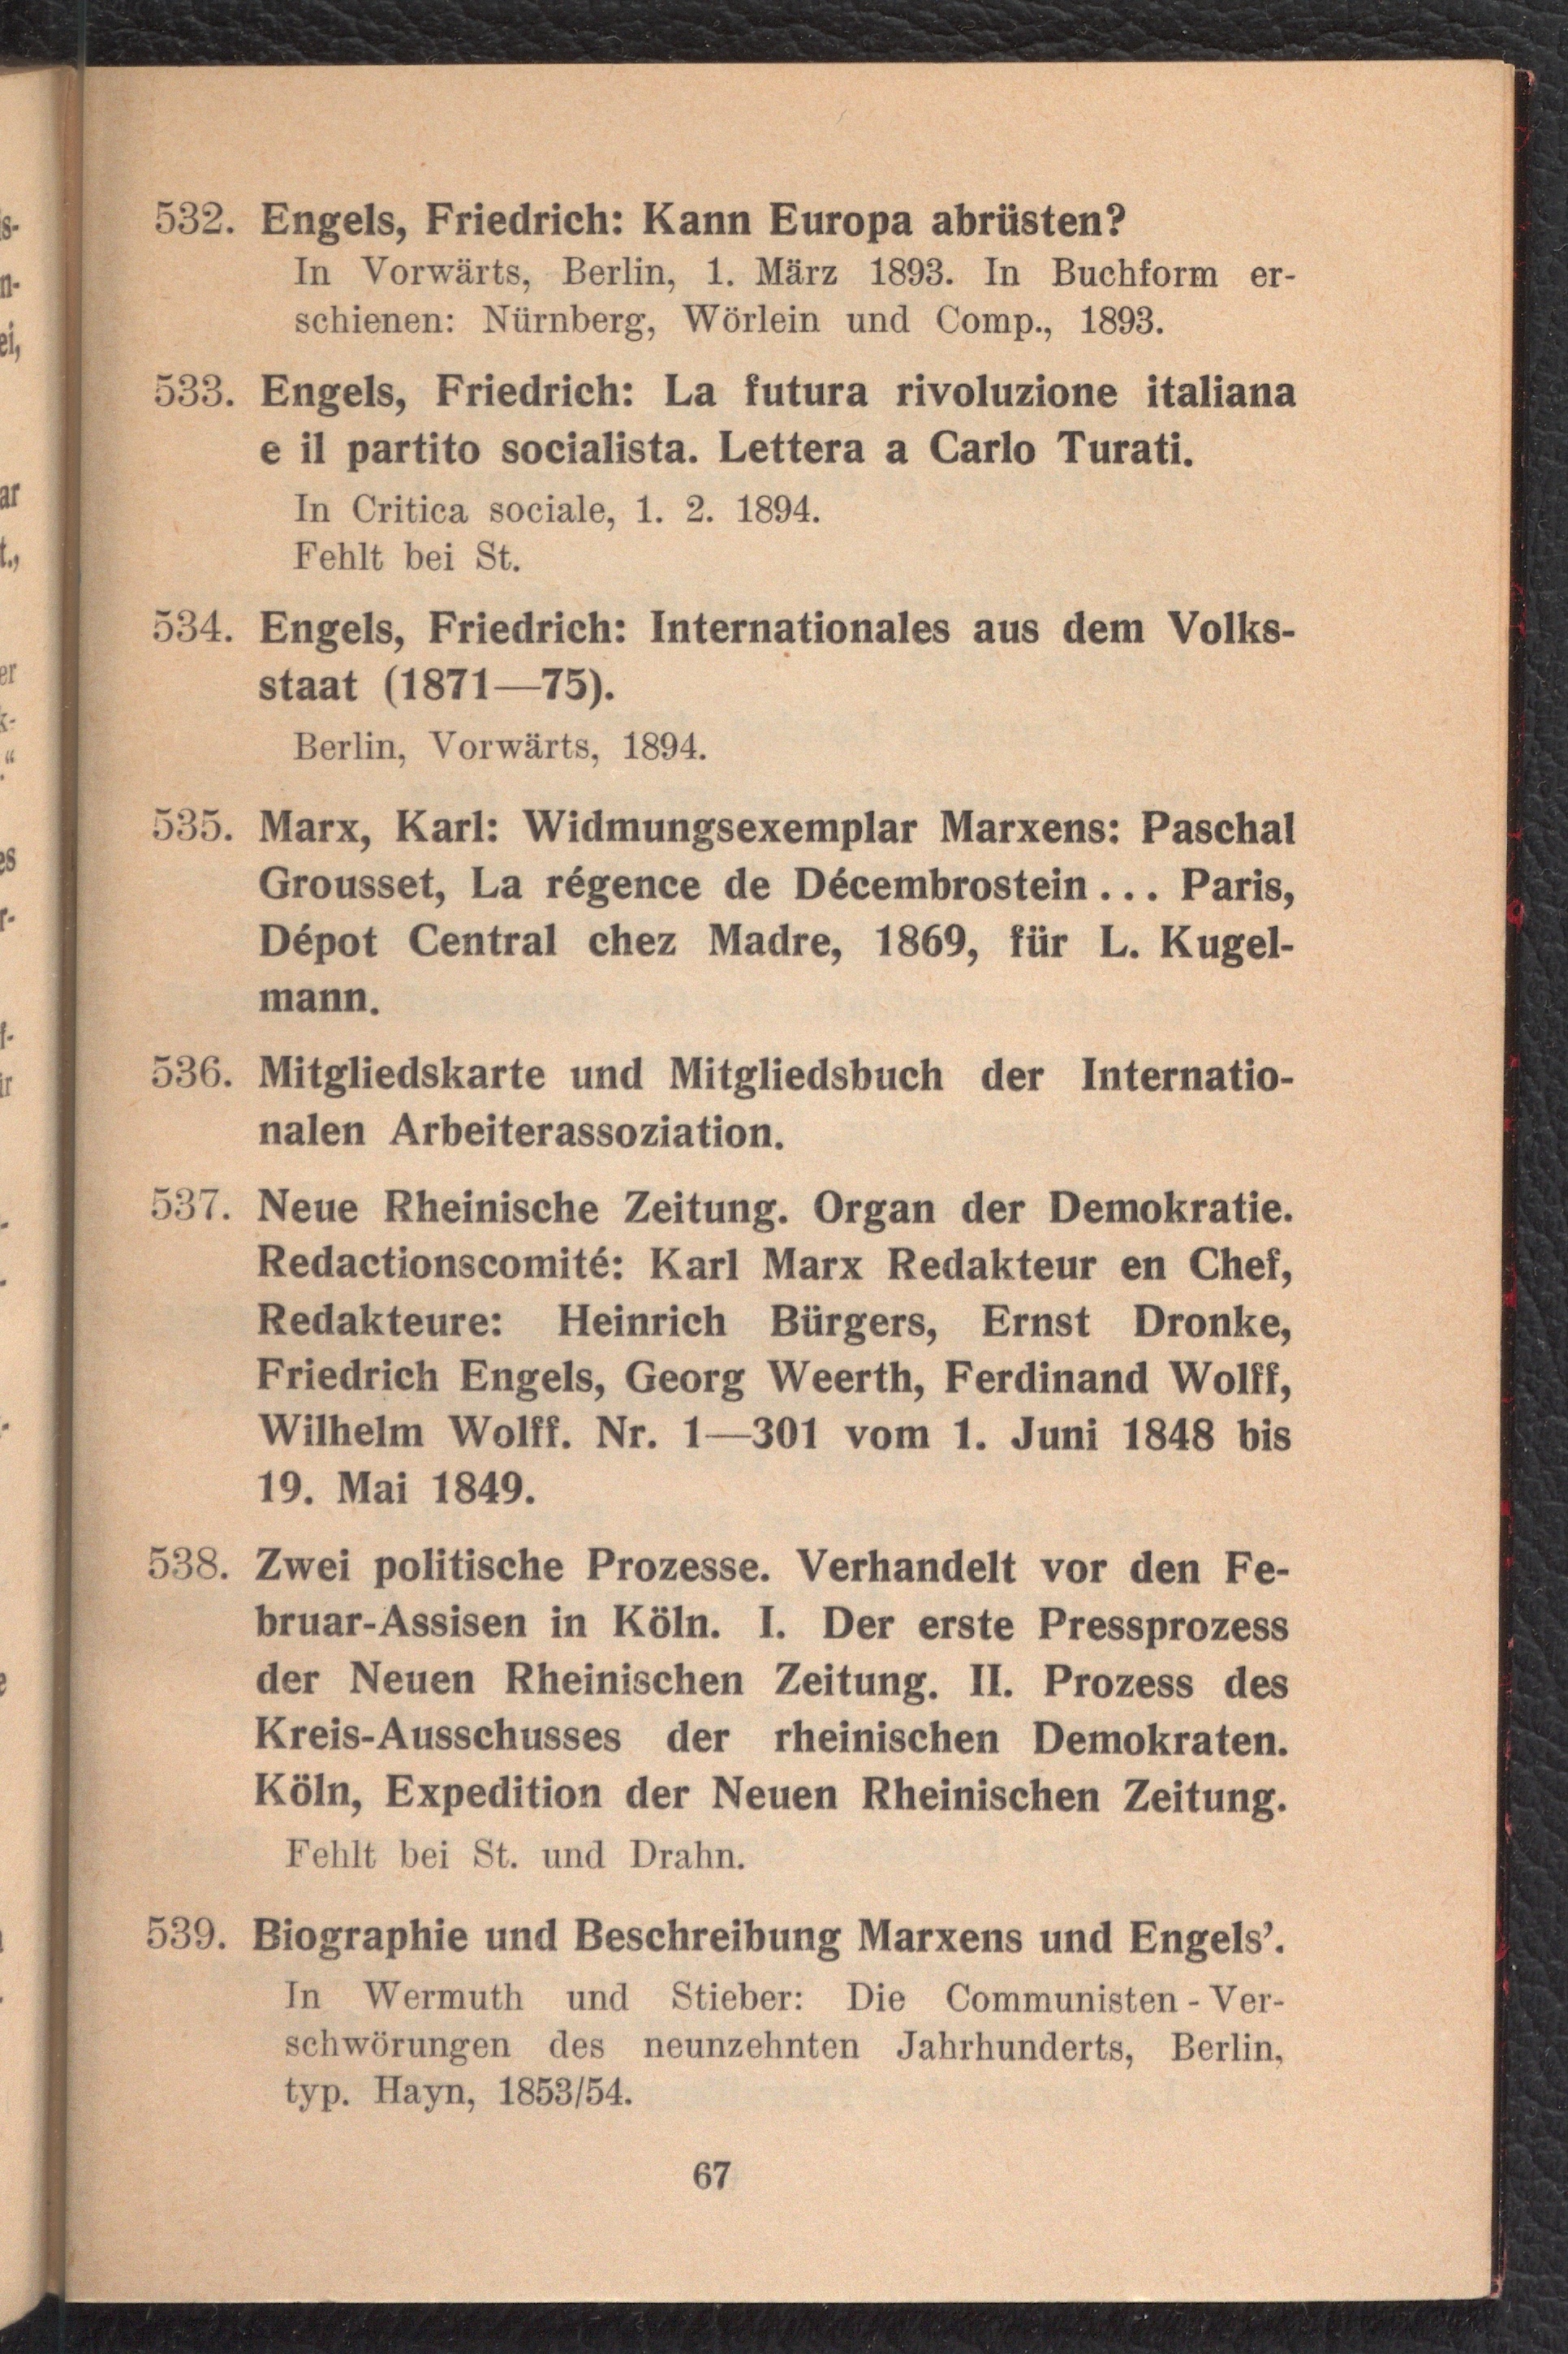 532. Engels, Friedrich: Kann Europa abrüsten?
In Vorwärts, Berlin, 1. März 1893. In Buchform er-
schienen: Nürnberg, Wörlein und Comp., 1893.
533. Engels, Friedrich: La futura rivoluzione italiana
e il partito socialista. Lettera a Carlo Turati.
In Critica sociale, 1. 2. 1894.
Fehlt bei St.
534. Engels, Friedrich: Internationales aus dem Volks-
staat (1871—75).
Berlin, Vorwärts, 1894.
535. Marx, Karl: Widmungsexemplar Marxens: Paschal
Grousset, La régence de Décembrostein ... Paris,
Dépot Central chez Madre, 1869, für L. Kugel-
mann.
536. Mitgliedskarte und Mitgliedsbuch der Internatio-
nalen Arbeiterassoziation.
537. Neue Rheinische Zeitung. Organ der Demokratie.
Redactionscomité: Karl Marx Redakteur en Chef,
Redakteure: Heinrich Bürgers, Ernst Dronke,
Friedrich Engels, Georg Weerth, Ferdinand Wolff,
Wilhelm Wolff. Nr. 1—301 vom 1. Juni 1848 bis
19. Mai 1849.
538. Zwei politische Prozesse. Verhandelt vor den Fe-
bruar-Assisen in Köln. I. Der erste Pressprozess
der Neuen Rheinischen Zeitung. II. Prozess des
Kreis-Ausschusses der rheinischen Demokraten.
Köln, Expedition der Neuen Rheinischen Zeitung.
Fehlt bei St. und Drahn.
539. Biographie und Beschreibung Marxens und Engels’.
In Wermuth und Stieber: Die Communisten-Ver-
schwörungen des neunzehnten Jahrhunderts, Berlin,
typ. Hayn, 1853/54.
67